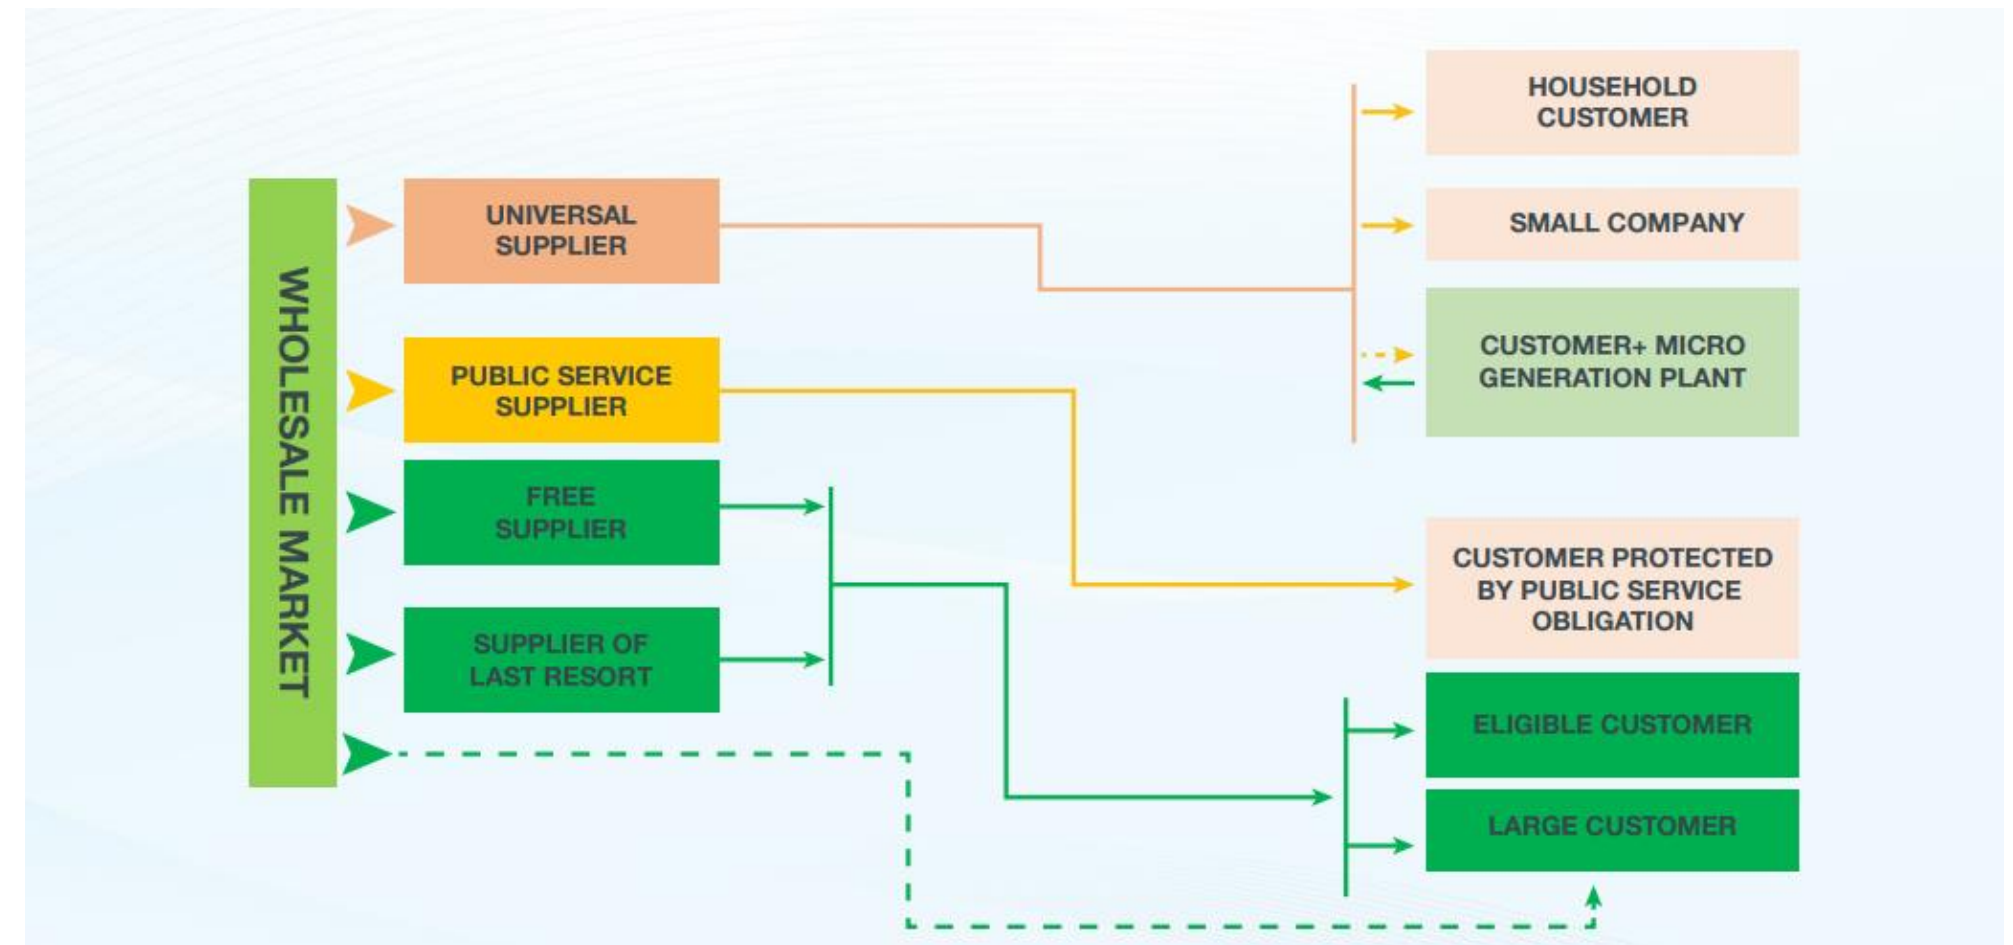 WHOLESALE MARKET
UNIVERSAL
SUPPLIER
PUBLIC SERVICE
SUPPLIER
FREE
SUPPLIER
SUPPLIER OF
LAST RESORT
HOUSEHOLD
CUSTOMER
SMALL COMPANY
CUSTOMER+ MICRO
GENERATION PLANT
CUSTOMER PROTECTED
BY PUBLIC SERVICE
OBLIGATION
ELIGIBLE CUSTOMER
LARGE CUSTOMER